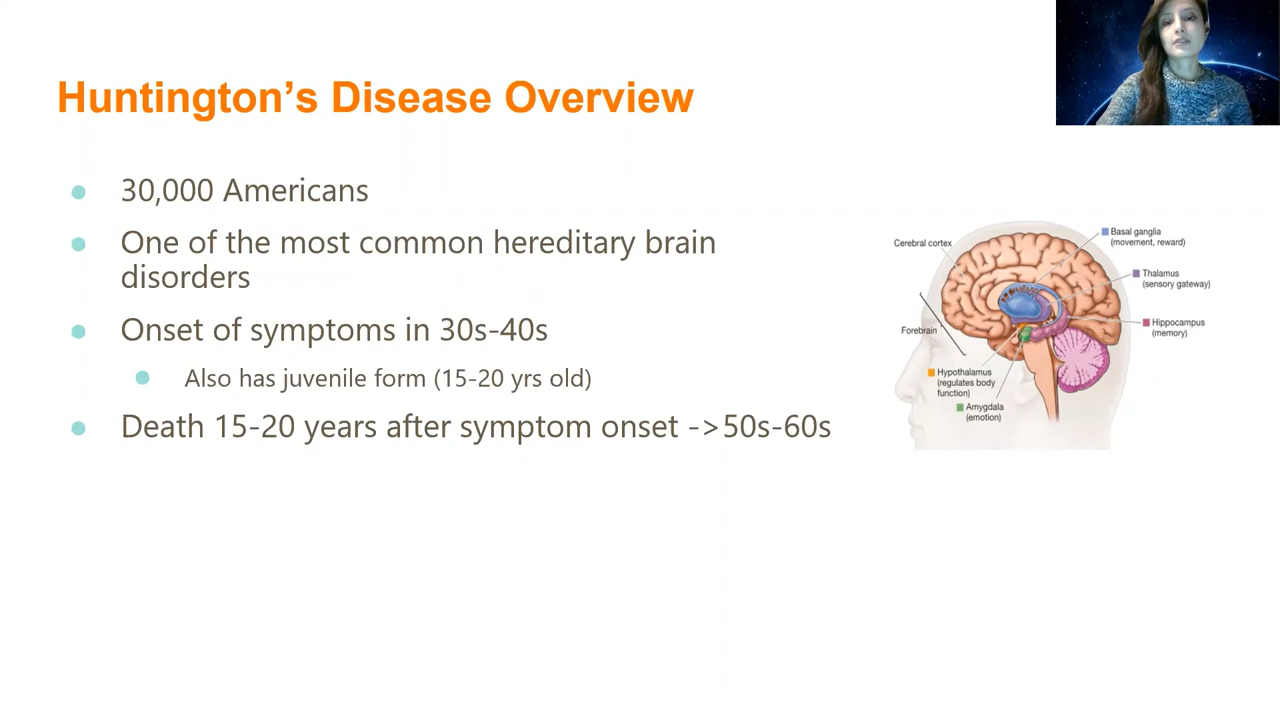 Huntington’s Disease Overview
30,000 Americans
One of the most common hereditary brain
disorders
Onset of symptoms in 30s-40s
Also has juvenile form (15-20 yrs old)
Death 15-20 years after symptom onset ->50s-60s
Cerebral cortex
Basal ganglia
(movement, reward)
Thalamus
(sensory gateway)
Hippocampus
(memory)
Forebrain
Hypothalamus
(regulates body
function)
Amygdala
(emotion)